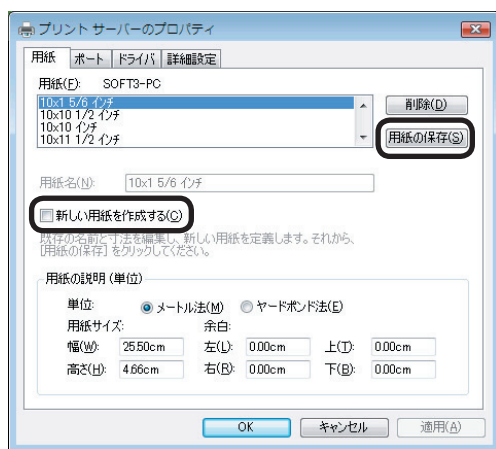 プリント サーバーのプロパティ
用紙 ポート ドライバ 詳細設定
用紙(F): SOFT3-PC
10x1 5/6 インチ
10x10 1/2 インチ
10x10 インチ
10x11 1/2 インチ
削除(D)
用紙の保存(S)
用紙名(N): 10x1 5/6 インチ
新しい用紙を作成する(C)
既存の名前と寸法を編集し、新しい用紙を定義します。それから、
[用紙の保存] をクリックしてください。
用紙の説明 (単位)
単位: メートル法(M) ヤードポンド法(E)
用紙サイズ: 余白:
幅(W): 25.50cm 左(L): 0.00cm 上(T): 0.00cm
高さ(H): 4.66cm 右(R): 0.00cm 下(B): 0.00cm
OK キャンセル 適用(A)